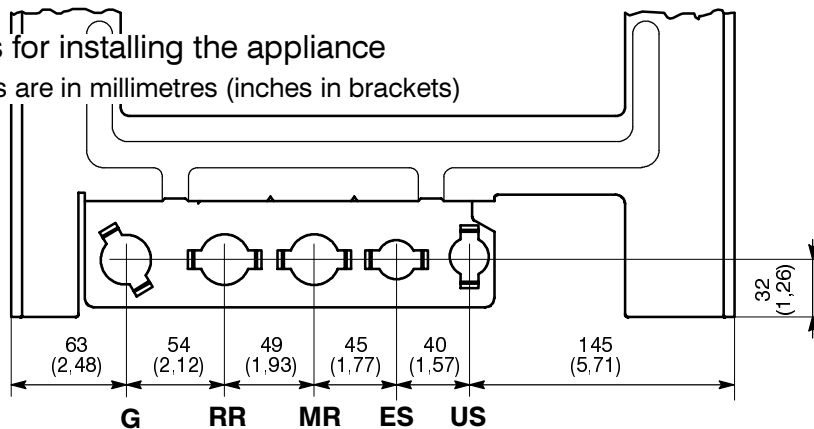 s for installing the appliance
s are in millimetres (inches in brackets)
32
(1,26)
63 54 49 45 40 145
(2,48) (2,12) (1,93) (1,77) (1,57) (5,71)
G RR MR ES US